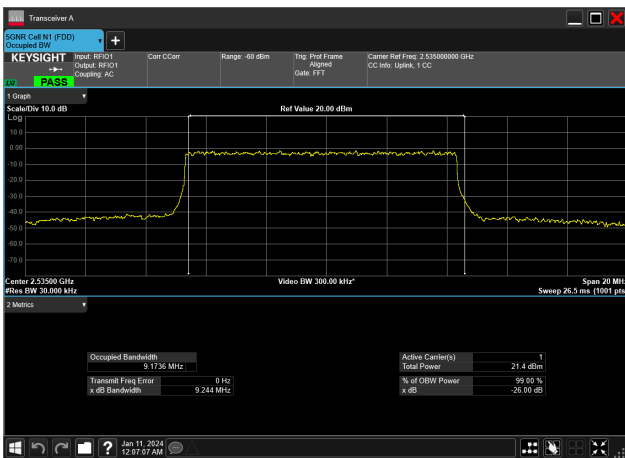 Transceiver A
5GNR Cell N1 (FDD)
Occupied BW
KEYSIGHT
LV PASS
Input: RFIO1
Output: RFIO1
Coupling: AC
Corr CCorr
Range: -60 dBm
Trig: Prot Frame
Aligned
Gate: FFT
Carrier Ref Freq: 2.535000000 GHz
CC Info: Uplink, 1 CC
1 Graph
Scale/Div 10.0 dB
Ref Value 20.00 dBm
Log
10.0
0.00
-10.0
-20.0
-30.0
-40.0
-50.0
-60.0
-70.0
Center 2.53500 GHz
Video BW 300.00 kHz*
Span 20 MHz
#Res BW 30.000 kHz
Sweep 26.5 ms (1001 pts
2 Metrics
Occupied Bandwidth
9.1736 MHz
Transmit Freq Error 0 Hz
x dB Bandwidth 9.244 MHz
Active Carrier(s) 1
Total Power 21.4 dBm
% of OBW Power 99.00 %
x dB -26.00 dB
?
Jan 11, 2024
12:07:07 AM